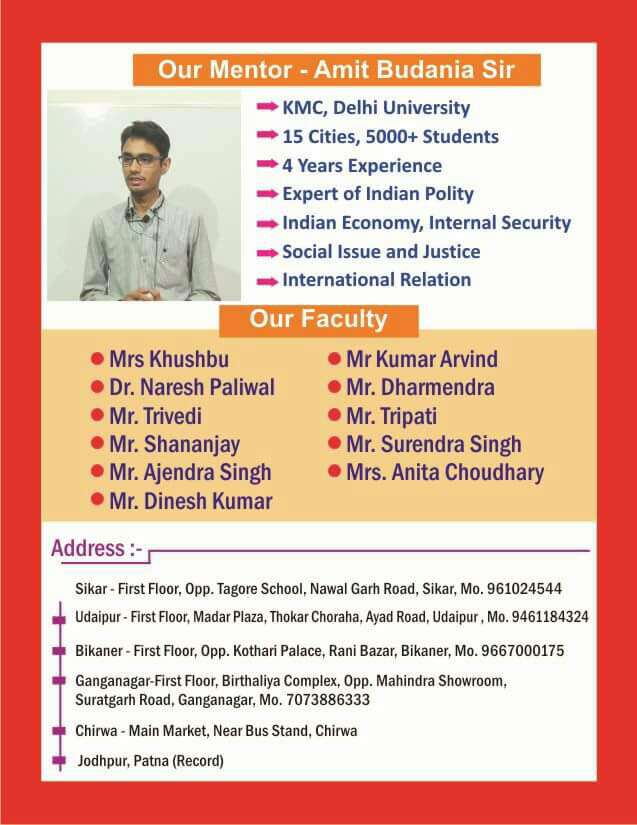 Our Mentor - Amit Budania Sir
KMC, Delhi University
15 Cities, 5000+ Students
4 Years Experience
Expert of Indian Polity
Indian Economy, Internal Security
Social Issue and Justice
International Relation
Our Faculty
Mrs Khushbu
Dr. Naresh Paliwal
Mr. Trivedi
Mr. Shananjay
Mr. Ajendra Singh
Mr. Dinesh Kumar
Mr Kumar Arvind
Mr. Dharmendra
Mr. Tripati
Mr. Surendra Singh
Mrs. Anita Choudhary
Address :-
Sikar - First Floor, Opp. Tagore School, Nawal Garh Road, Sikar, Mo. 961024544
Udaipur - First Floor, Madar Plaza, Thokar Choraha, Ayad Road, Udaipur , Mo. 9461184324
Bikaner - First Floor, Opp. Kothari Palace, Rani Bazar, Bikaner, Mo. 9667000175
Ganganagar-First Floor, Birthaliya Complex, Opp. Mahindra Showroom,
Suratgarh Road, Ganganagar, Mo. 7073886333
Chirwa - Main Market, Near Bus Stand, Chirwa
Jodhpur, Patna (Record)